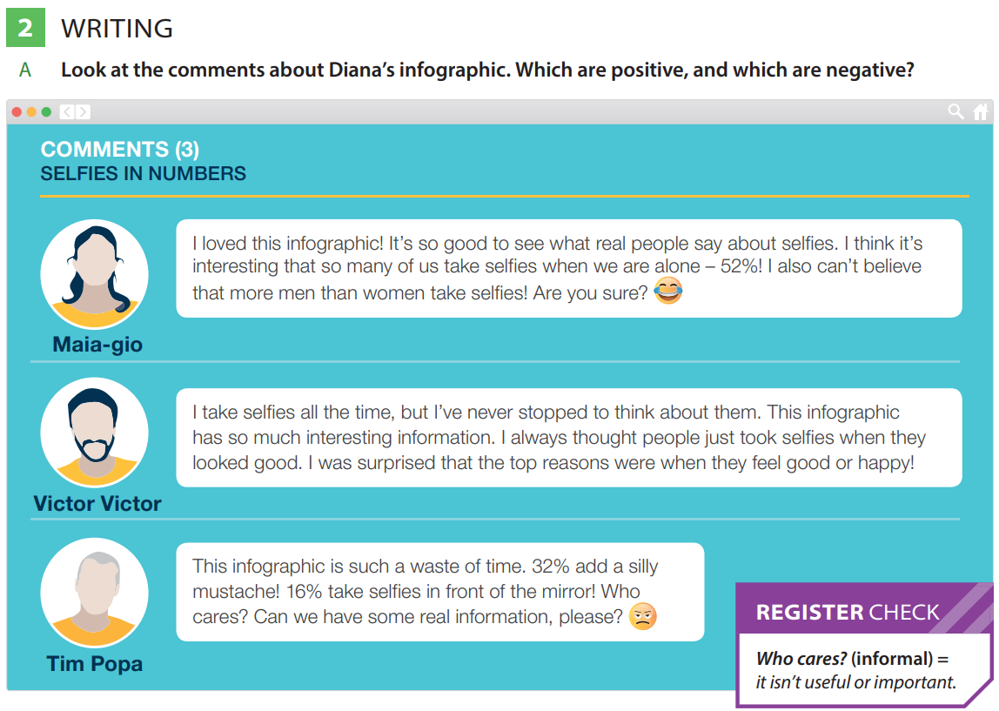 2 WRITING
A Look at the comments about Diana's infographic. Which are positive, and which are negative?
COMMENTS (3)
SELFIES IN NUMBERS
I loved this infographic! It's so good to see what real people say about selfies. I think it's
interesting that so many of us take selfies when we are alone – 52%! I also can't believe
that more men than women take selfies! Are you sure? 😂
Maia-gio
I take selfies all the time, but I've never stopped to think about them. This infographic
has so much interesting information. I always thought people just took selfies when they
looked good. I was surprised that the top reasons were when they feel good or happy!
Victor Victor
This infographic is such a waste of time. 32% add a silly
mustache! 16% take selfies in front of the mirror! Who
cares? Can we have some real information, please? 😠
Tim Popa
REGISTER CHECK
Who cares? (informal) =
it isn't useful or important.